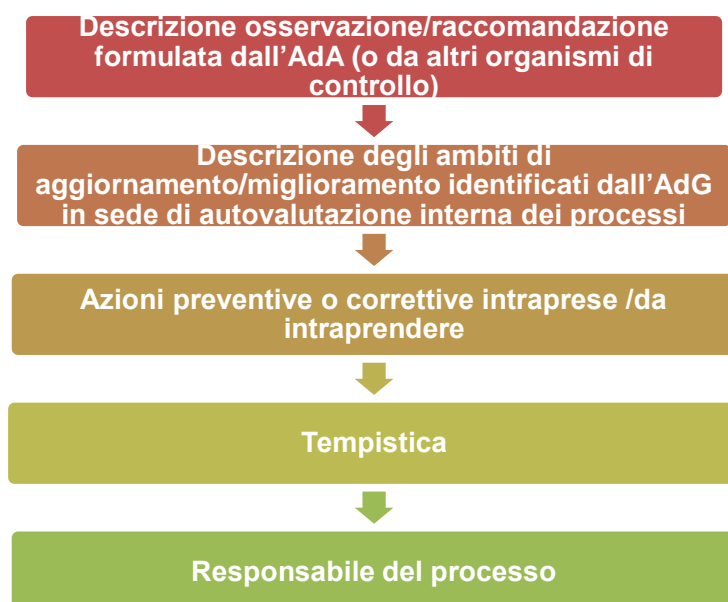 Descrizione osservazione/raccomandazione
formulata dall'AdA (o da altri organismi di
controllo)
Descrizione degli ambiti di
aggiornamento/miglioramento identificati dall'AdG
in sede di autovalutazione interna dei processi
Azioni preventive o correttive intraprese /da
intraprendere
Tempistica
Responsabile del processo